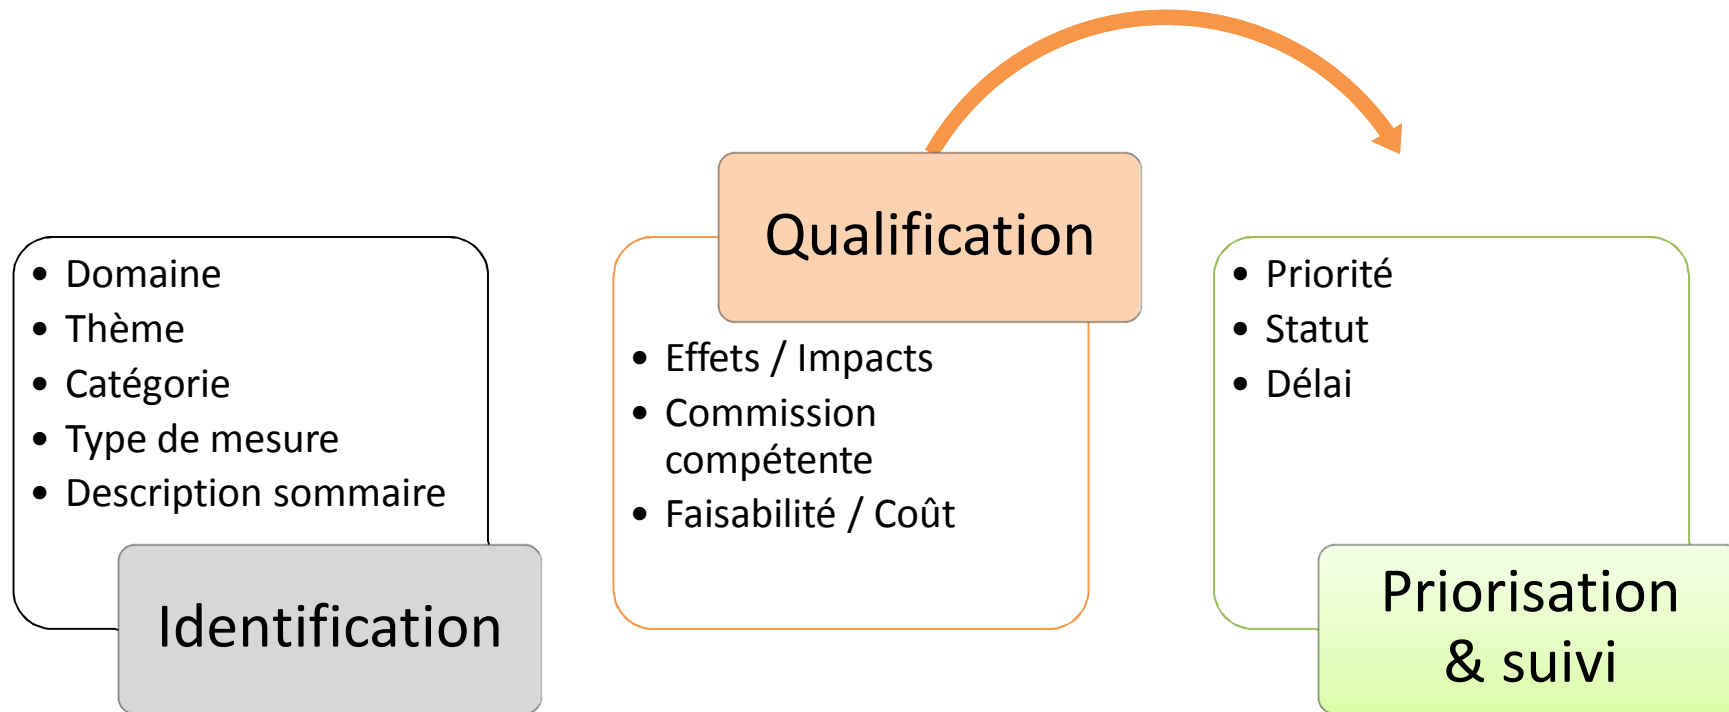 • Domaine
• Thème
• Catégorie
• Type de mesure
• Description sommaire
Identification
Qualification
• Effets / Impacts
• Commission
compétente
• Faisabilité / Coût
• Priorité
• Statut
• Délai
Priorisation
& suivi